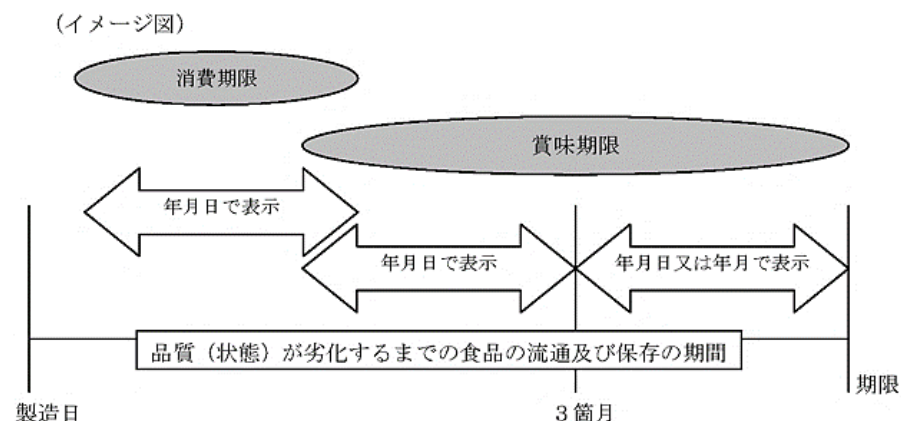 （イメージ図）
消費期限
賞味期限
年月日で表示
年月日で表示
年月日又は年月で表示
品質（状態）が劣化するまでの食品の流通及び保存の期間
期限
製造日
３箇月